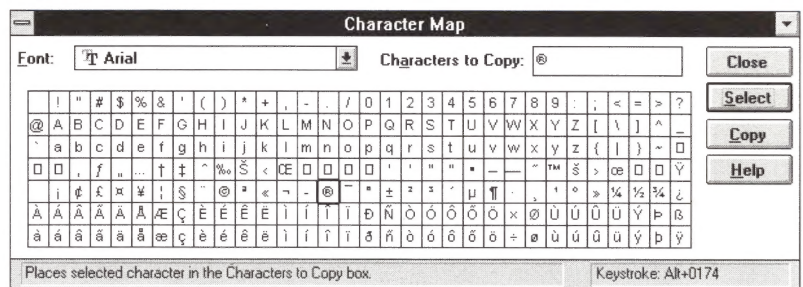 Character Map
Font: Arial Characters to Copy: ® Close
! " # $ % & ' ( ) * + , - . / 0 1 2 3 4 5 6 7 8 9 : ; < = > ?
Select
@ A B C D E F G H I J K L M N O P Q R S T U V W X Y Z [ \ ] ^ _
` a b c d e f g h i j k l m n o p q r s t u v w x y z { | } ~ □
Copy
□ □ ‚ ƒ „ … † ‡ ˆ ‰ Š ‹ Œ □ □ □ □ ' ' " " • – — ˜ ™ š › œ □ □ Ÿ
Help
¡ ¢ £ ¤ ¥ ¦ § ¨ © ª « ¬ - ® ¯ ° ± ² ³ ´ µ ¶ · ¸ ¹ º » ¼ ½ ¾ ¿
À Á Â Ã Ä Å Æ Ç È É Ê Ë Ì Í Î Ï Ð Ñ Ò Ó Ô Õ Ö × Ø Ù Ú Û Ü Ý Þ ß
à á â ã ä å æ ç è é ê ë ì í î ï ð ñ ò ó ô õ ö ÷ ø ù ú û ü ý þ ÿ
Places selected character in the Characters to Copy box. Keystroke: Alt+0174